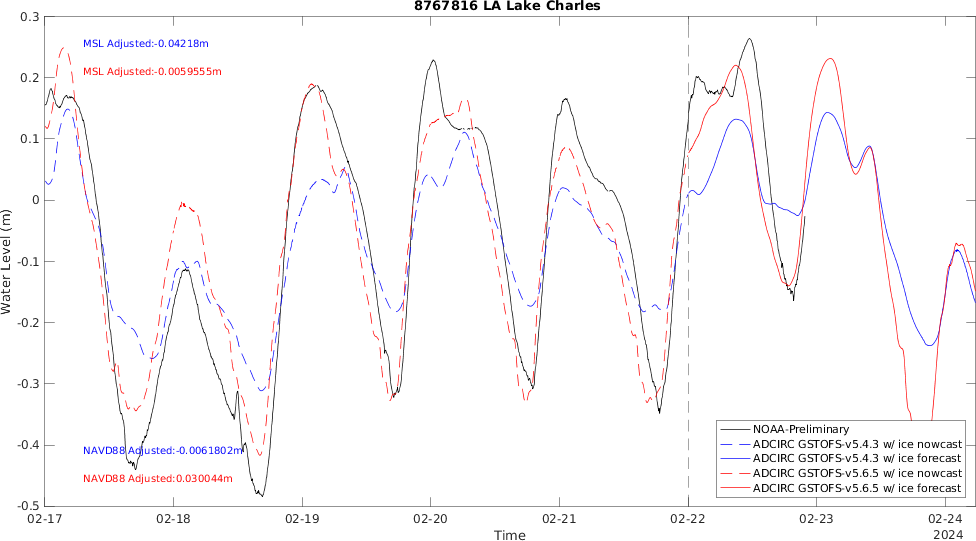 8767816 LA Lake Charles
0.3
0.2
0.1
0
-0.1
-0.2
-0.3
-0.4
-0.5
Water Level (m)
MSL Adjusted:-0.04218m
MSL Adjusted:-0.0059555m
NAVD88 Adjusted:-0.0061802m
NAVD88 Adjusted:0.030044m
NOAA-Preliminary
ADCIRC GSTOFS-v5.4.3 w/ ice nowcast
ADCIRC GSTOFS-v5.4.3 w/ ice forecast
ADCIRC GSTOFS-v5.6.5 w/ ice nowcast
ADCIRC GSTOFS-v5.6.5 w/ ice forecast
02-17 02-18 02-19 02-20 02-21 02-22 02-23 02-24
2024
Time